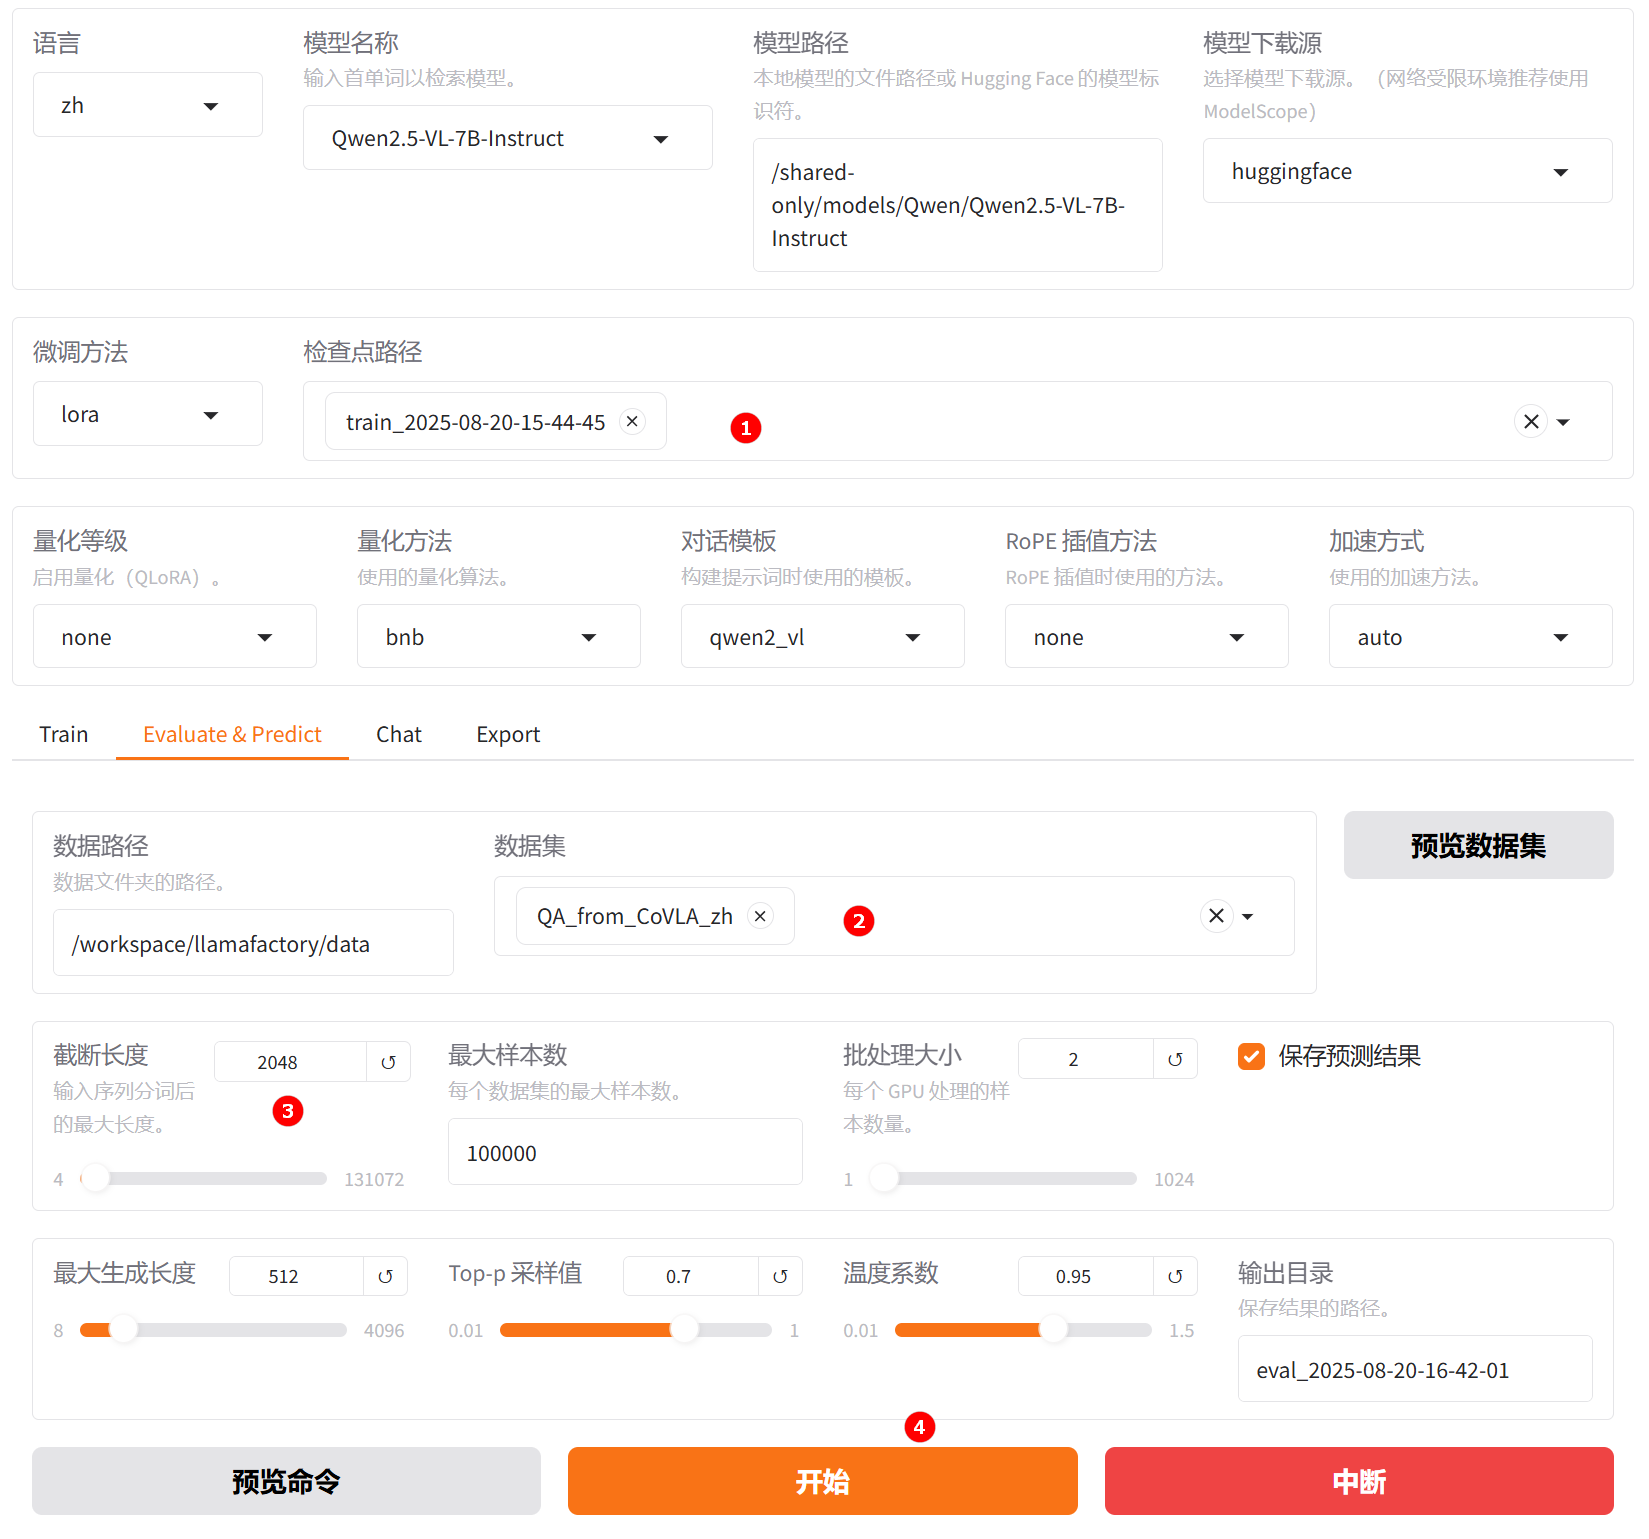 语言
zh
模型名称
输入首单词以检索模型。
Qwen2.5-VL-7B-Instruct
模型路径
本地模型的文件路径或 Hugging Face 的模型标
识符。
/shared-
only/models/Qwen/Qwen2.5-VL-7B-
Instruct
模型下载源
选择模型下载源。（网络受限环境推荐使用
ModelScope）
huggingface
微调方法
lora
检查点路径
train_2025-08-20-15-44-45
1
量化等级
启用量化（QLoRA）。
none
量化方法
使用的量化算法。
bnb
对话模板
构建提示词时使用的模板。
qwen2_vl
RoPE 插值方法
RoPE 插值时使用的方法。
none
加速方式
使用的加速方法。
auto
Train
Evaluate & Predict
Chat
Export
数据路径
数据文件夹的路径。
/workspace/llamafactory/data
数据集
QA_from_CoVLA_zh
2
预览数据集
截断长度
2048
输入序列分词后
的最大长度。
3
4
131072
最大样本数
每个数据集的最大样本数。
100000
批处理大小
2
每个 GPU 处理的样
本数量。
1
1024
保存预测结果
最大生成长度
512
8
4096
Top-p 采样值
0.7
0.01
1
温度系数
0.95
0.01
1.5
输出目录
保存结果的路径。
eval_2025-08-20-16-42-01
4
预览命令
开始
中断